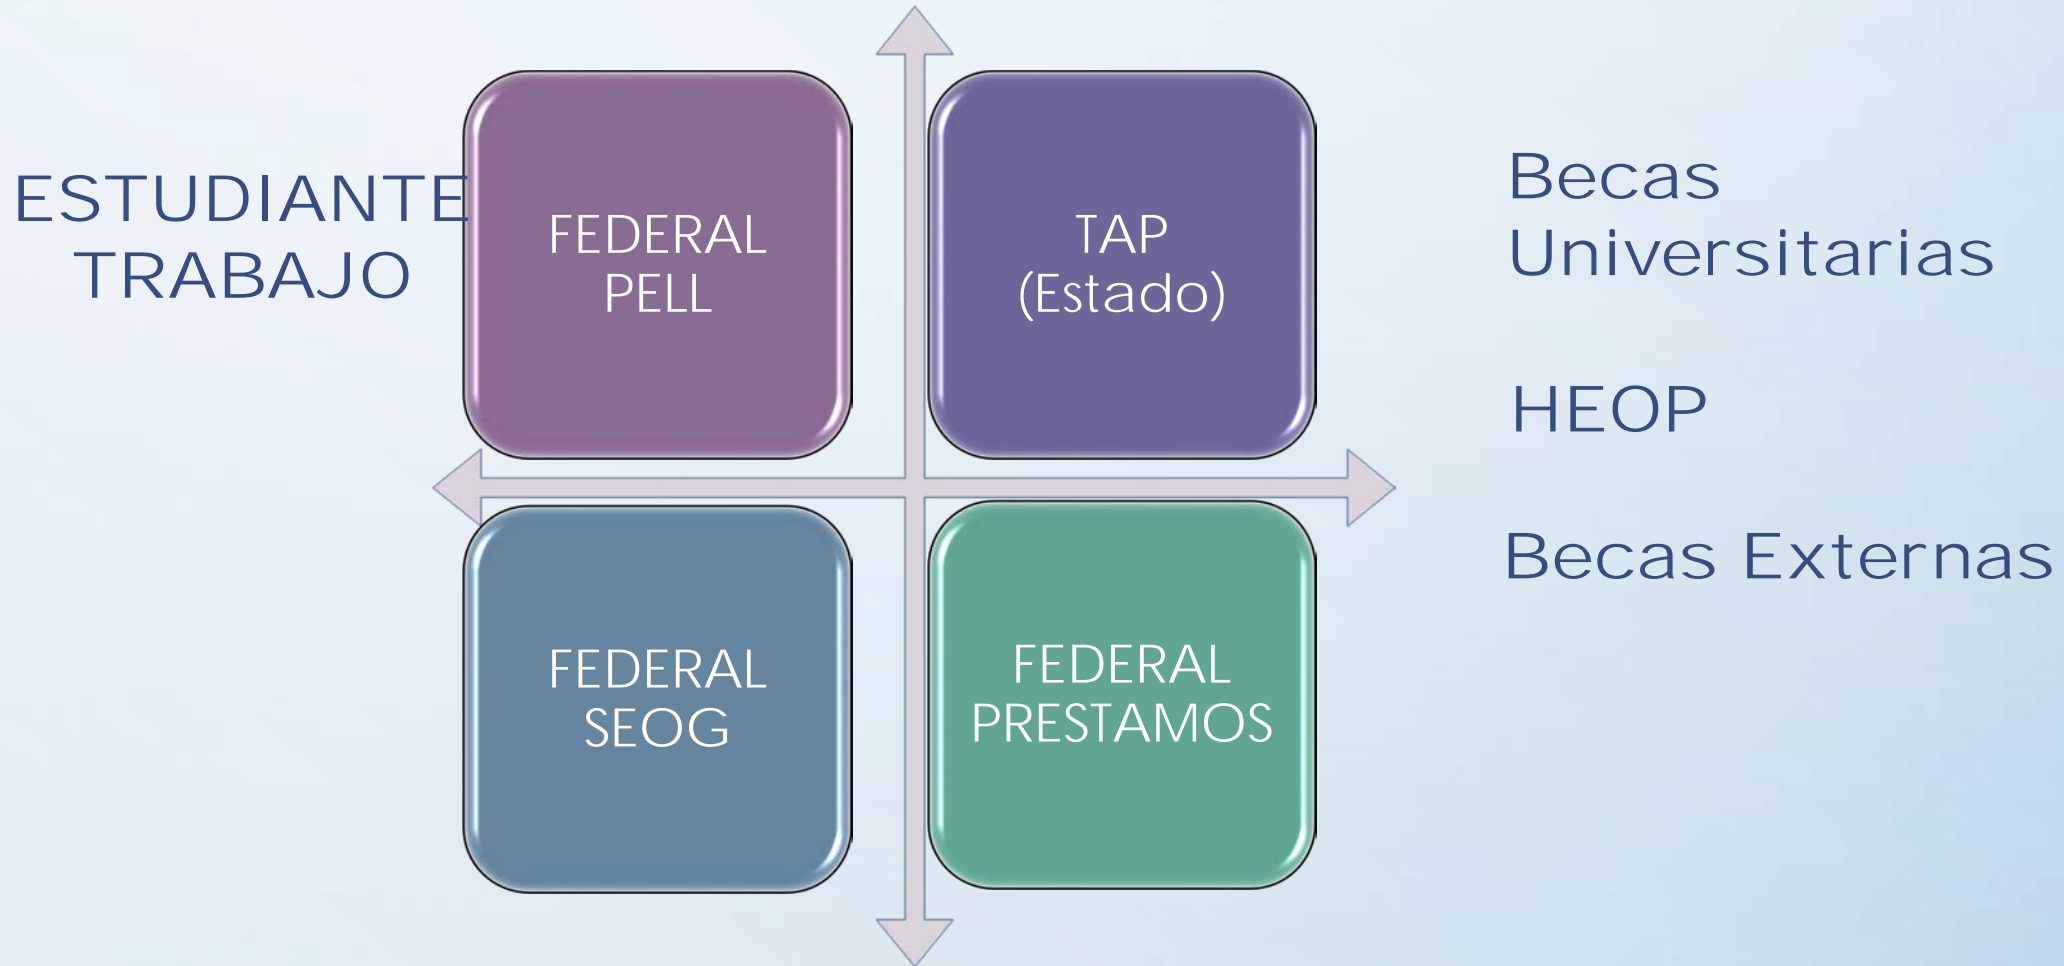 ESTUDIANTE
TRABAJO
FEDERAL
PELL
TAP
(Estado)
FEDERAL
SEOG
FEDERAL
PRESTAMOS
Becas
Universitarias
HEOP
Becas Externas